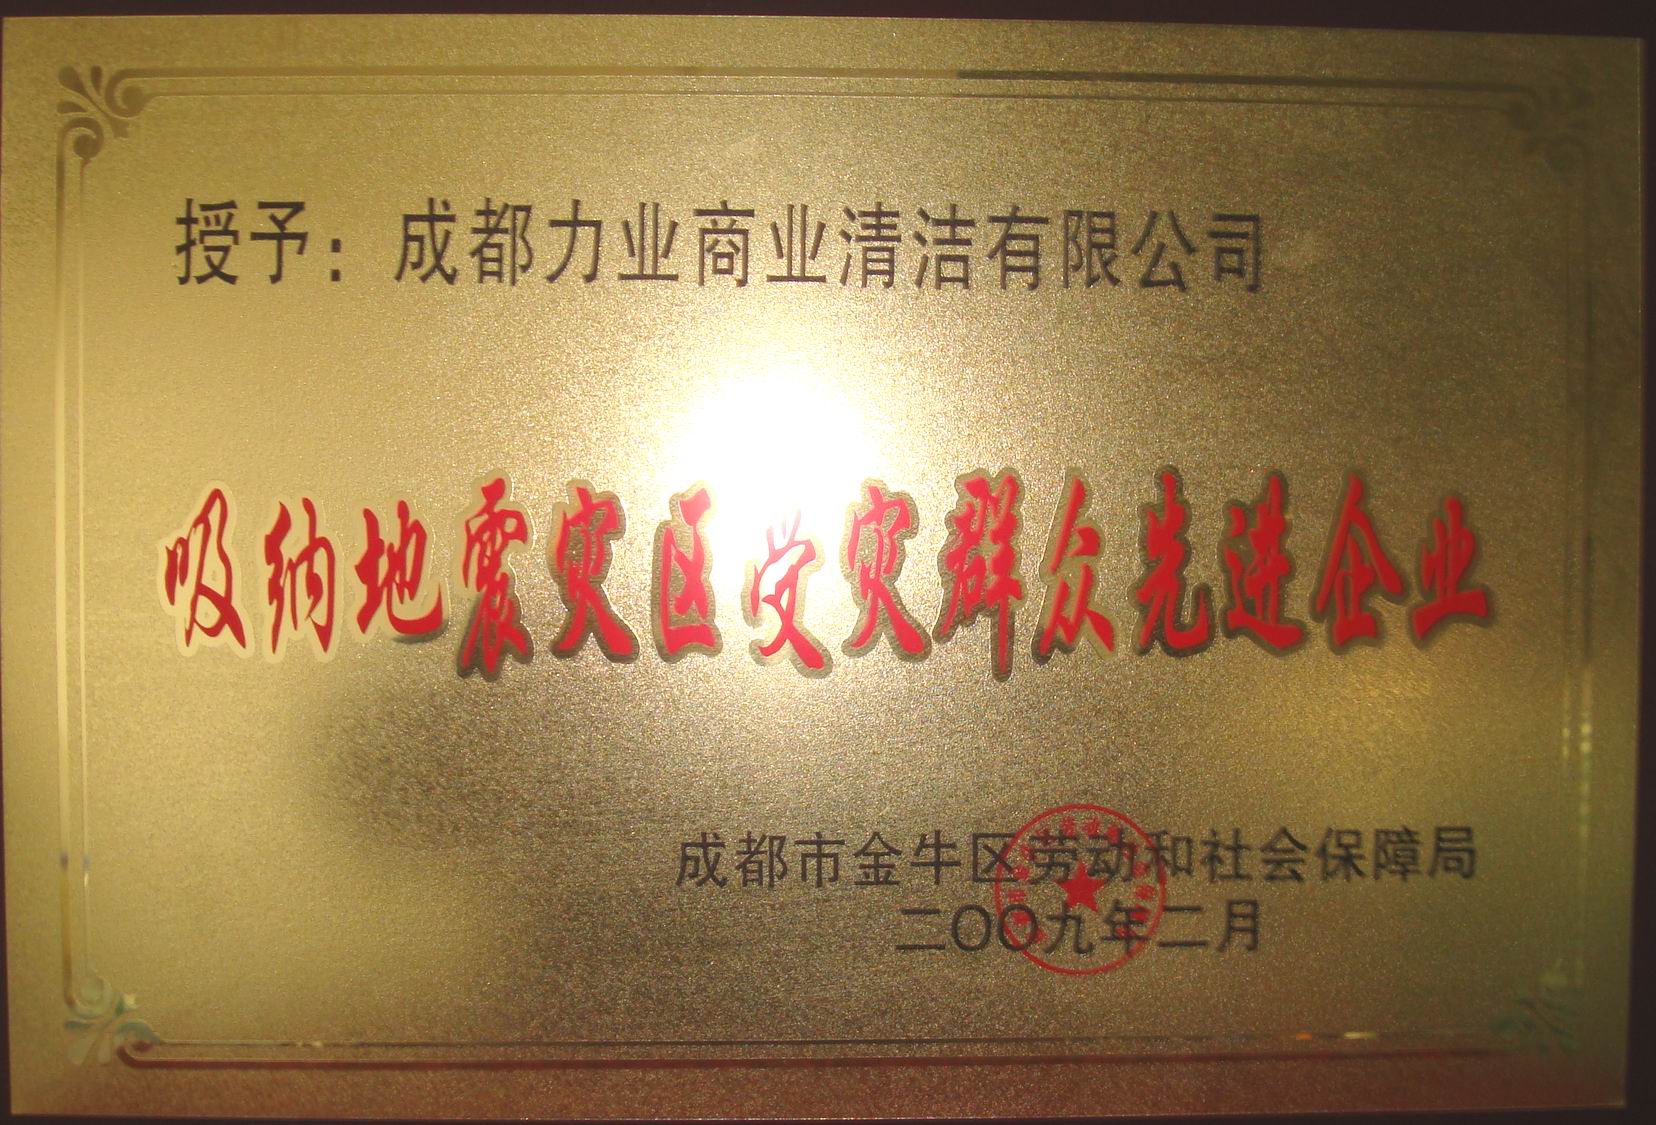 授予：成都力业商业清洁有限公司
吸纳地震灾区受灾群众先进企业
成都市金牛区劳动和社会保障局
二〇〇九年二月